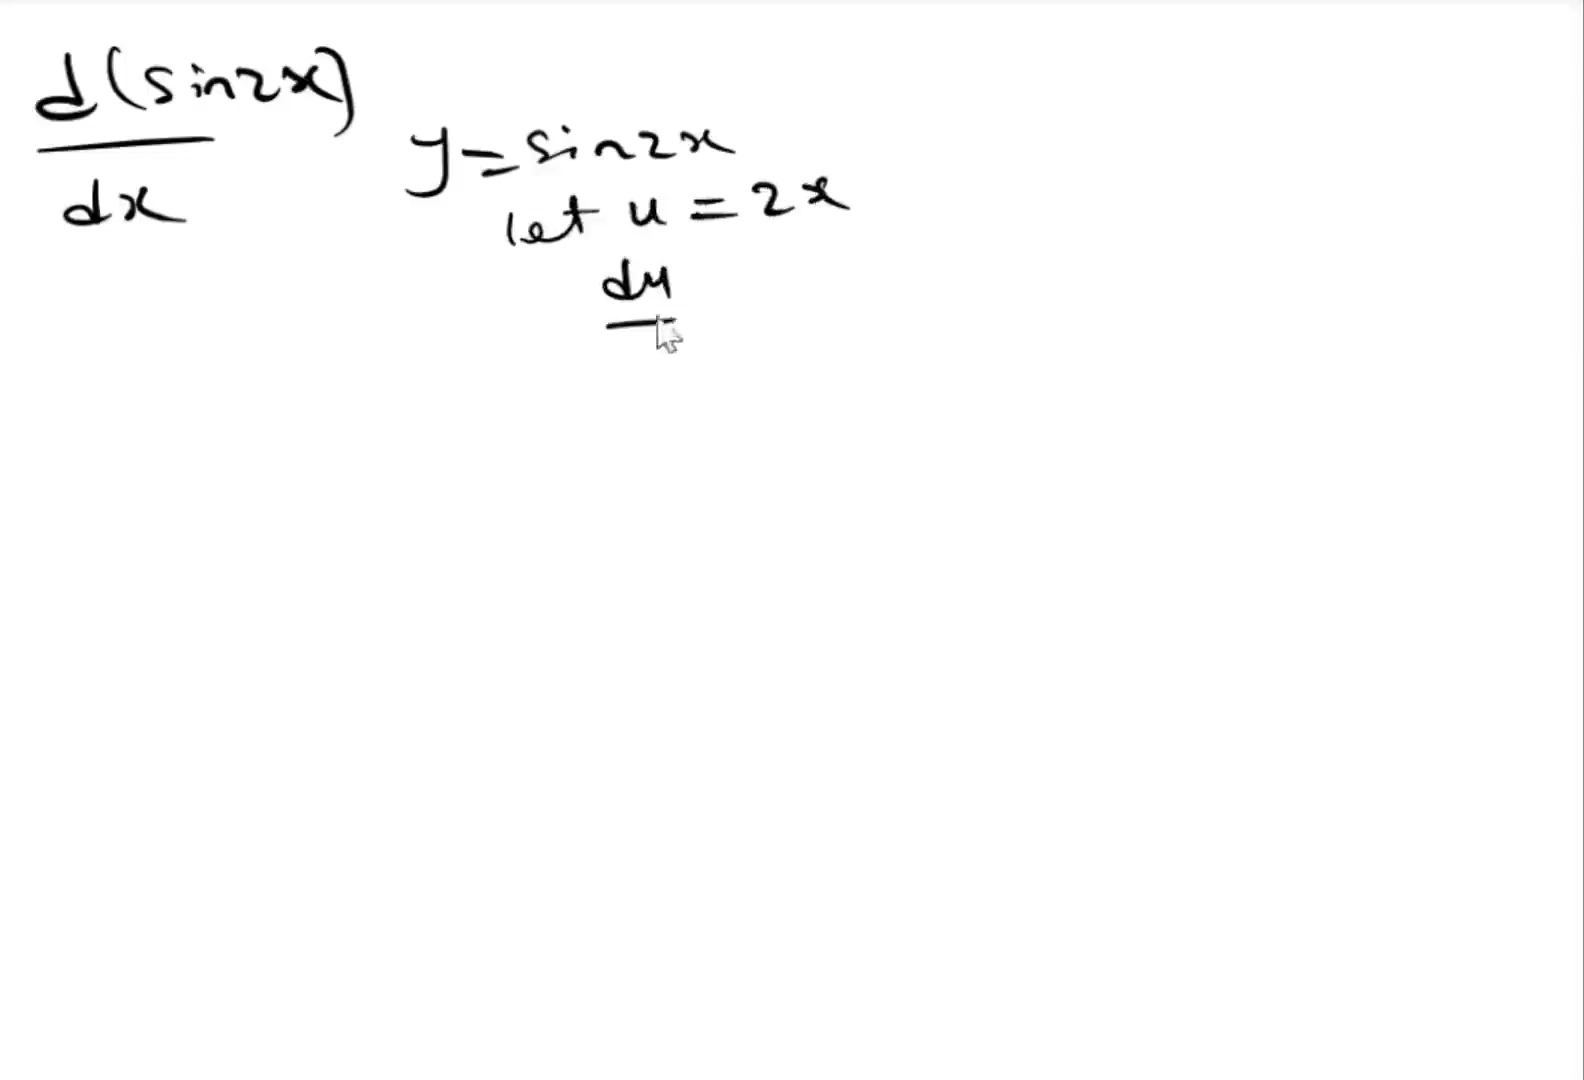 d(sin2x)
dx
y = sin2x
let u = 2x
du